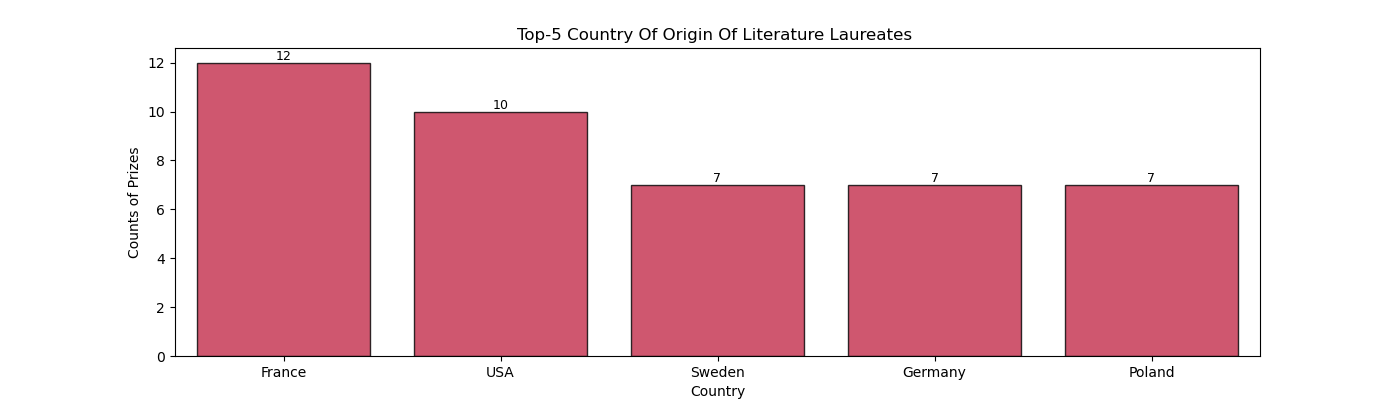 Top-5 Country Of Origin Of Literature Laureates
Counts of Prizes
12
10
8
6
4
2
0
12
10
7
7
7
France
USA
Sweden
Germany
Poland
Country